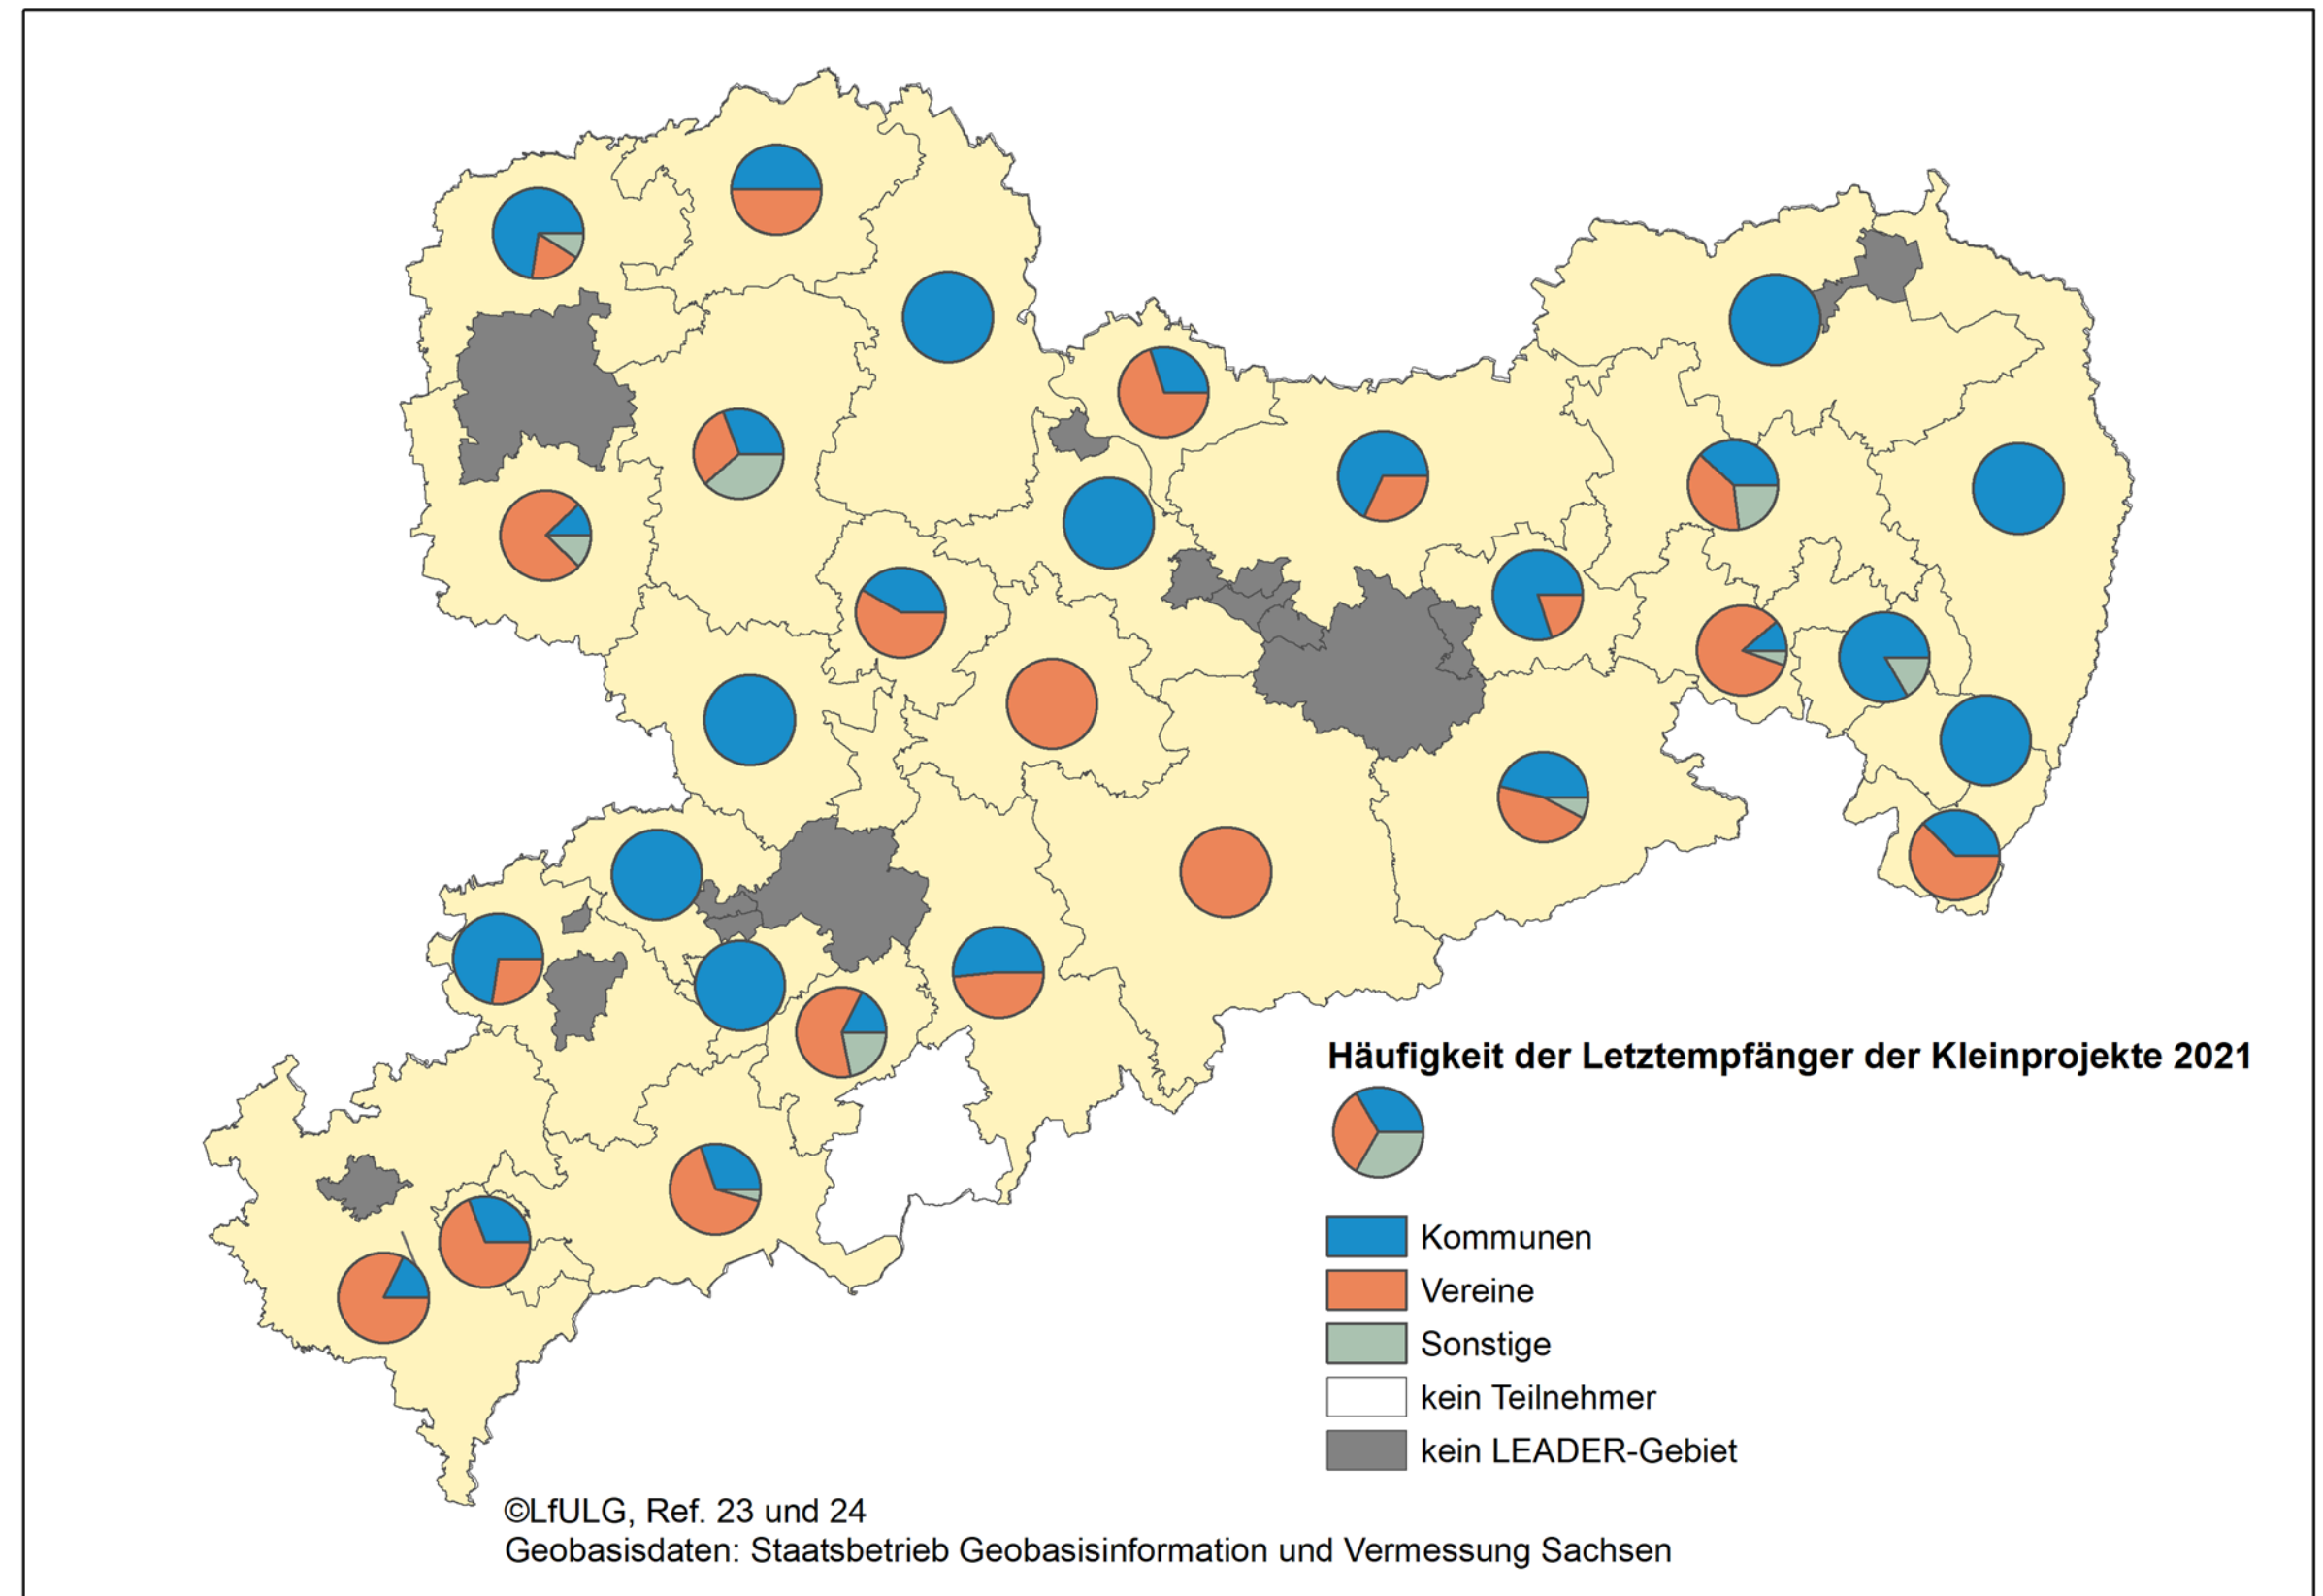 Häufigkeit der Letztempfänger der Kleinprojekte 2021
Kommunen
Vereine
Sonstige
kein Teilnehmer
kein LEADER-Gebiet
©LfULG, Ref. 23 und 24
Geobasisdaten: Staatsbetrieb Geobasisinformation und Vermessung Sachsen